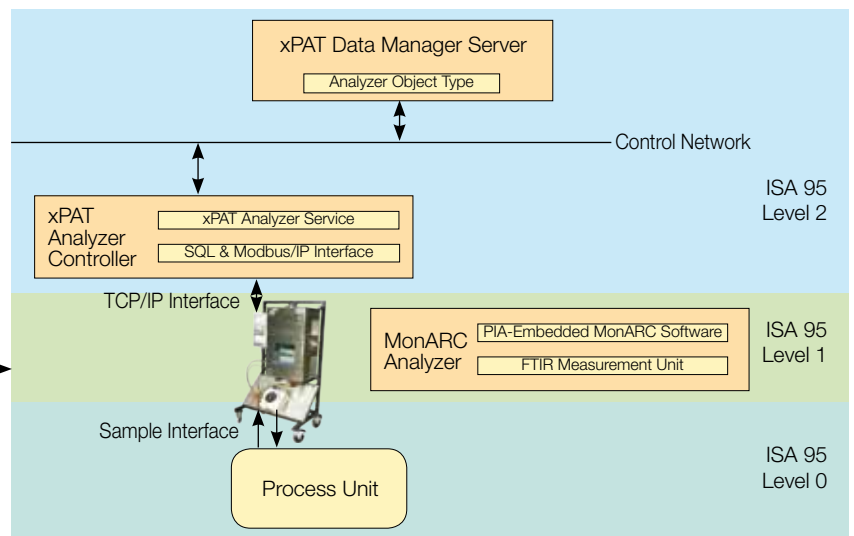 xPAT Data Manager Server
Analyzer Object Type
Control Network
ISA 95
Level 2
xPAT
Analyzer
Controller
xPAT Analyzer Service
SQL & Modbus/IP Interface
TCP/IP Interface
MonARC
Analyzer
PIA-Embedded MonARC Software
FTIR Measurement Unit
ISA 95
Level 1
Sample Interface
Process Unit
ISA 95
Level 0